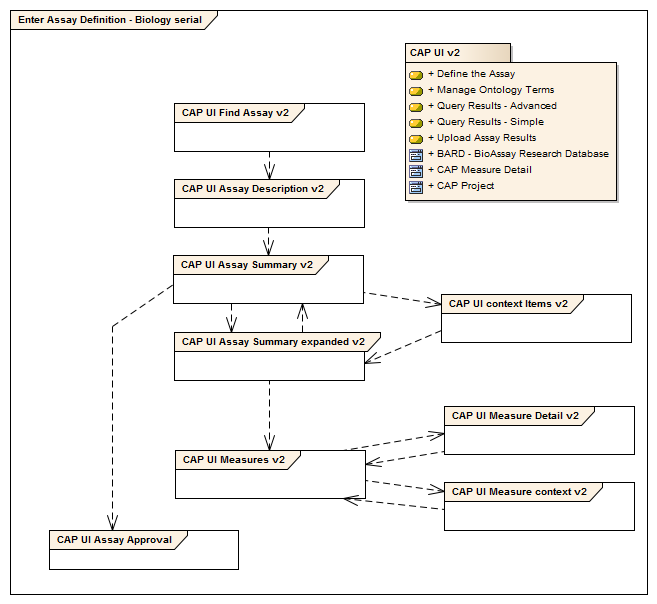 Enter Assay Definition - Biology serial
CAP UI v2
+ Define the Assay
+ Manage Ontology Terms
+ Query Results - Advanced
+ Query Results - Simple
+ Upload Assay Results
+ BARD - BioAssay Research Database
+ CAP Measure Detail
+ CAP Project
CAP UI Find Assay v2
CAP UI Assay Description v2
CAP UI Assay Summary v2
CAP UI context Items v2
CAP UI Assay Summary expanded v2
CAP UI Measure Detail v2
CAP UI Measures v2
CAP UI Measure context v2
CAP UI Assay Approval